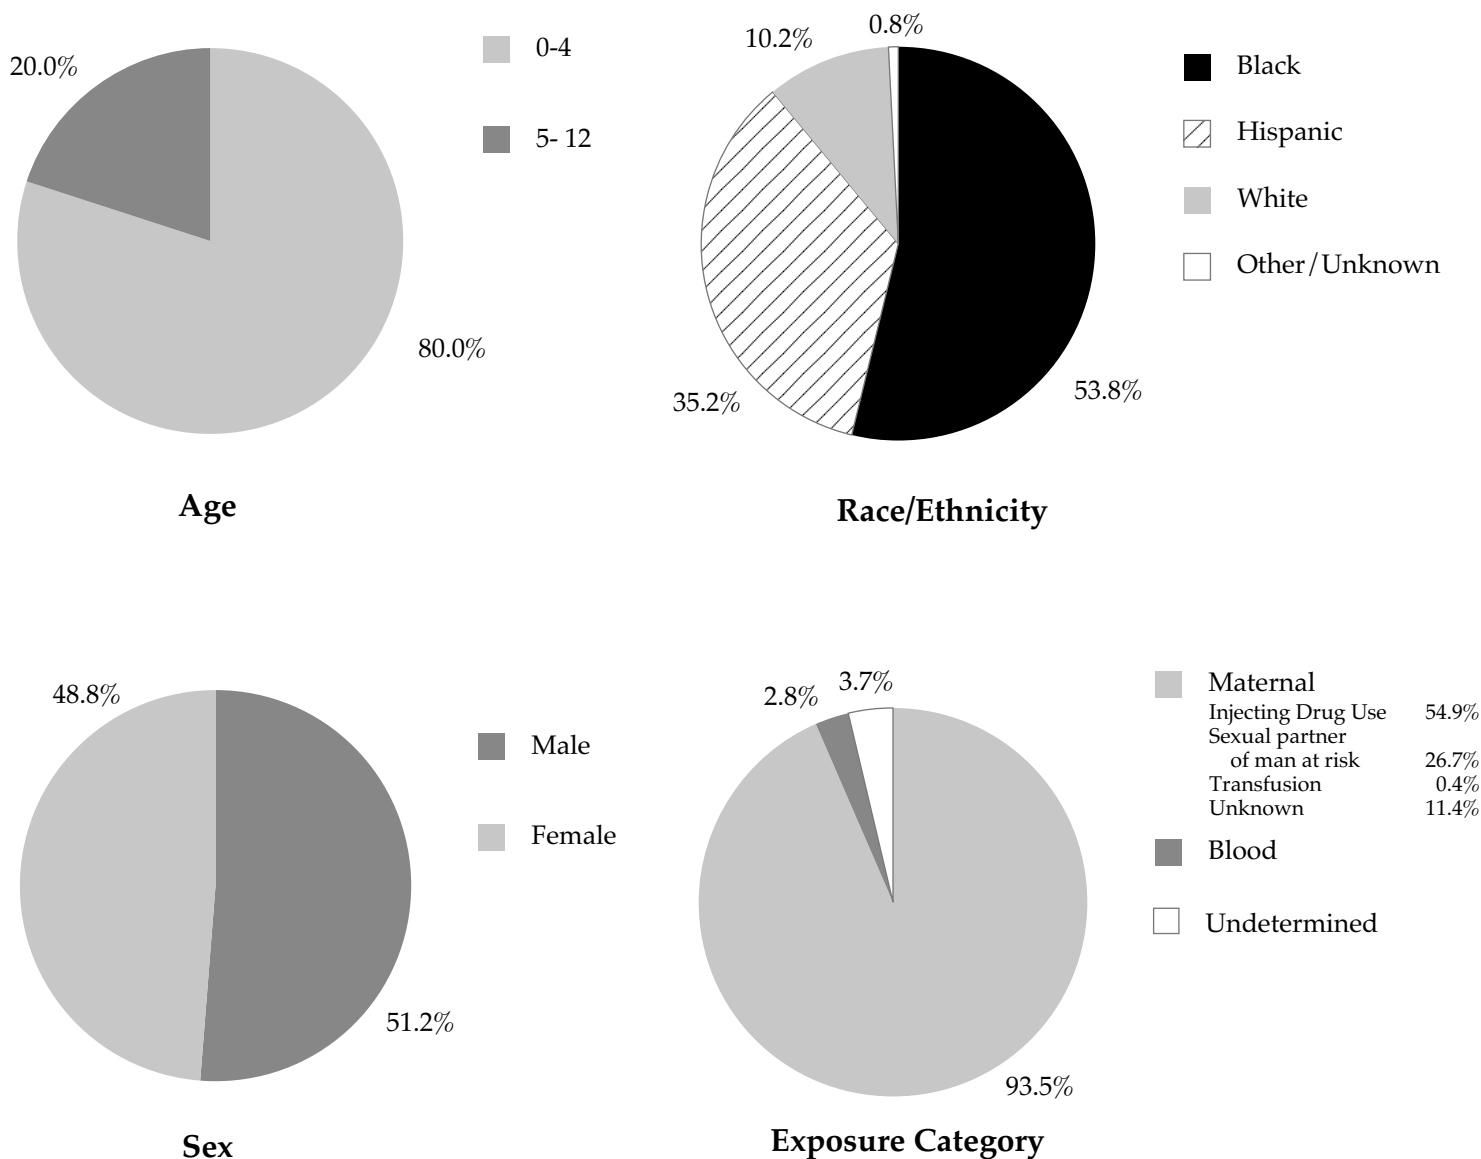 20.0%
80.0%
0-4
5- 12
Age
10.2%
0.8%
35.2%
53.8%
Black
Hispanic
White
Other/Unknown
Race/Ethnicity
48.8%
51.2%
Male
Female
Sex
2.8%
3.7%
93.5%
Maternal
Injecting Drug Use 54.9%
Sexual partner
of man at risk 26.7%
Transfusion 0.4%
Unknown 11.4%
Blood
Undetermined
Exposure Category